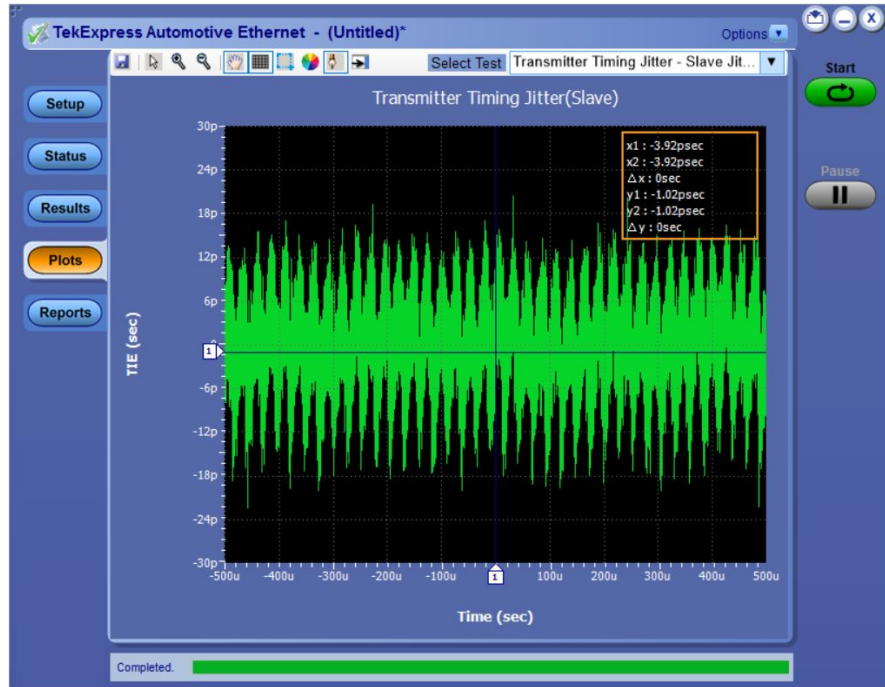 TekExpress Automotive Ethernet - (Untitled)*
Options
Select Test
Transmitter Timing Jitter - Slave Jit...
Start
Pause
Setup
Status
Results
Plots
Reports
Transmitter Timing Jitter(Slave)
x1 : -3.92psec
x2 : -3.92psec
Δx : 0sec
y1 : -1.02psec
y2 : -1.02psec
Δy : 0sec
TIE (sec)
30p
24p
18p
12p
6p
1
-6p
-12p
-18p
-24p
-30p
-500u
-400u
-300u
-200u
-100u
1
100u
200u
300u
400u
500u
Time (sec)
Completed.